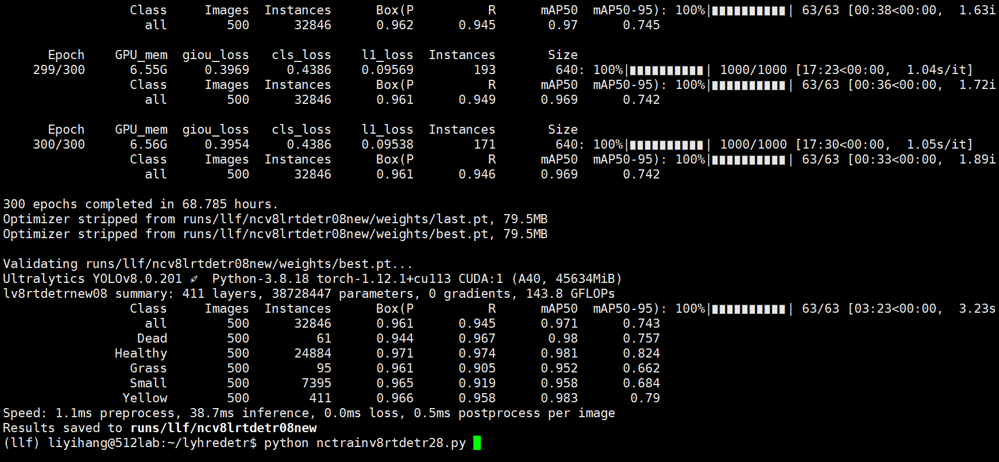 Class Images Instances Box(P R mAP50 mAP50-95): 100%|██████████| 63/63 [00:38<00:00, 1.63i
all 500 32846 0.962 0.945 0.97 0.745
Epoch GPU_mem giou_loss cls_loss l1_loss Instances Size
299/300 6.55G 0.3969 0.4386 0.09569 193 640: 100%|██████████| 1000/1000 [17:23<00:00, 1.04s/it]
Class Images Instances Box(P R mAP50 mAP50-95): 100%|██████████| 63/63 [00:36<00:00, 1.72i
all 500 32846 0.961 0.949 0.969 0.742
Epoch GPU_mem giou_loss cls_loss l1_loss Instances Size
300/300 6.56G 0.3954 0.4386 0.09538 171 640: 100%|██████████| 1000/1000 [17:30<00:00, 1.05s/it]
Class Images Instances Box(P R mAP50 mAP50-95): 100%|██████████| 63/63 [00:33<00:00, 1.89i
all 500 32846 0.961 0.946 0.969 0.742
300 epochs completed in 68.785 hours.
Optimizer stripped from runs/llf/ncv8lrtdetr08new/weights/last.pt, 79.5MB
Optimizer stripped from runs/llf/ncv8lrtdetr08new/weights/best.pt, 79.5MB
Validating runs/llf/ncv8lrtdetr08new/weights/best.pt...
Ultralytics YOLOv8.0.201 🚀 Python-3.8.18 torch-1.12.1+cu113 CUDA:1 (A40, 45634MiB)
lv8rtdetrnew08 summary: 411 layers, 38728447 parameters, 0 gradients, 143.8 GFLOPs
Class Images Instances Box(P R mAP50 mAP50-95): 100%|██████████| 63/63 [03:23<00:00, 3.23s
all 500 32846 0.961 0.945 0.971 0.743
Dead 500 61 0.944 0.967 0.98 0.757
Healthy 500 24884 0.971 0.974 0.981 0.824
Grass 500 95 0.961 0.905 0.952 0.662
Small 500 7395 0.965 0.919 0.958 0.684
Yellow 500 411 0.966 0.958 0.983 0.79
Speed: 1.1ms preprocess, 38.7ms inference, 0.0ms loss, 0.5ms postprocess per image
Results saved to runs/llf/ncv8lrtdetr08new
(llf) liyihang@512lab:~/lyhredetr$ python nctrainv8rtdetr28.py